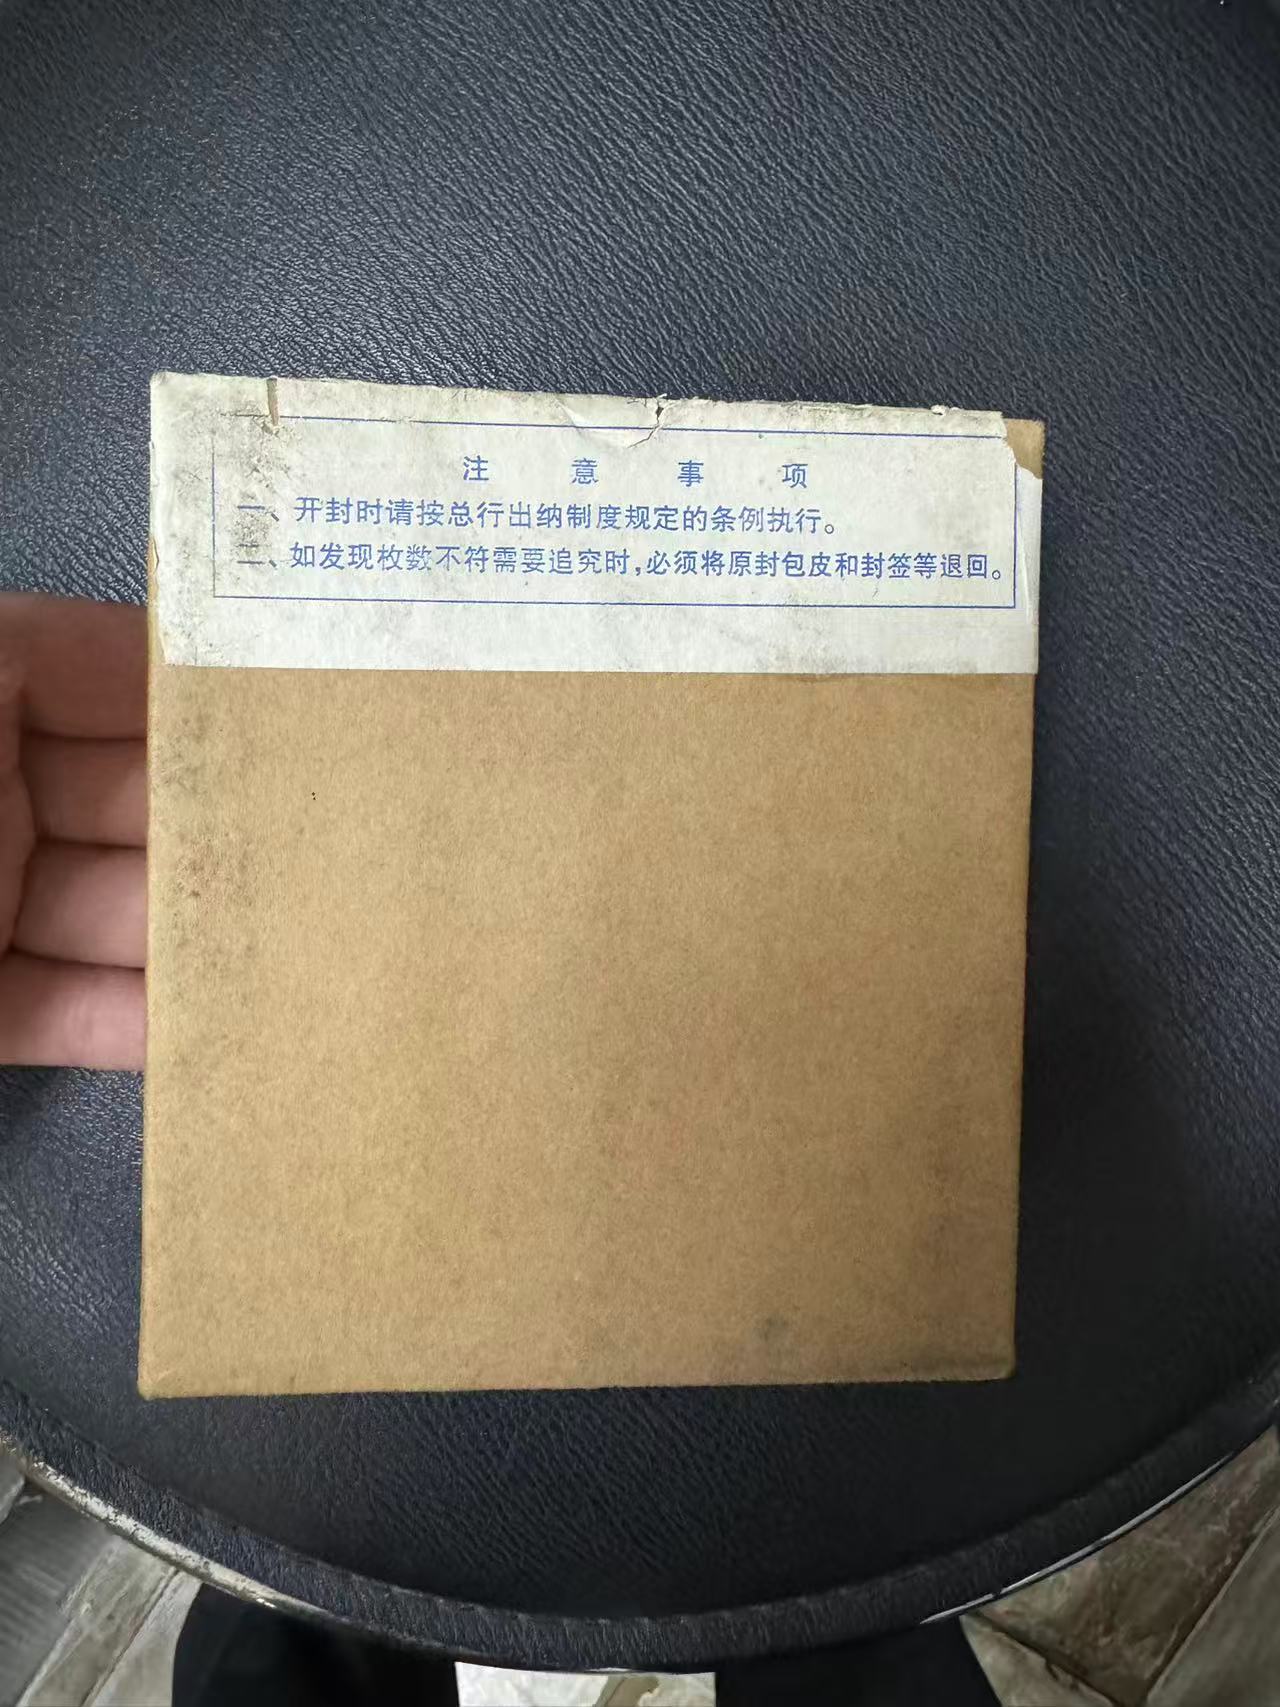 注意事项
一、开封时请按总行出纳制度规定的条例执行。
二、如发现枚数不符需要追究时,必须将原封包皮和封签等退回。